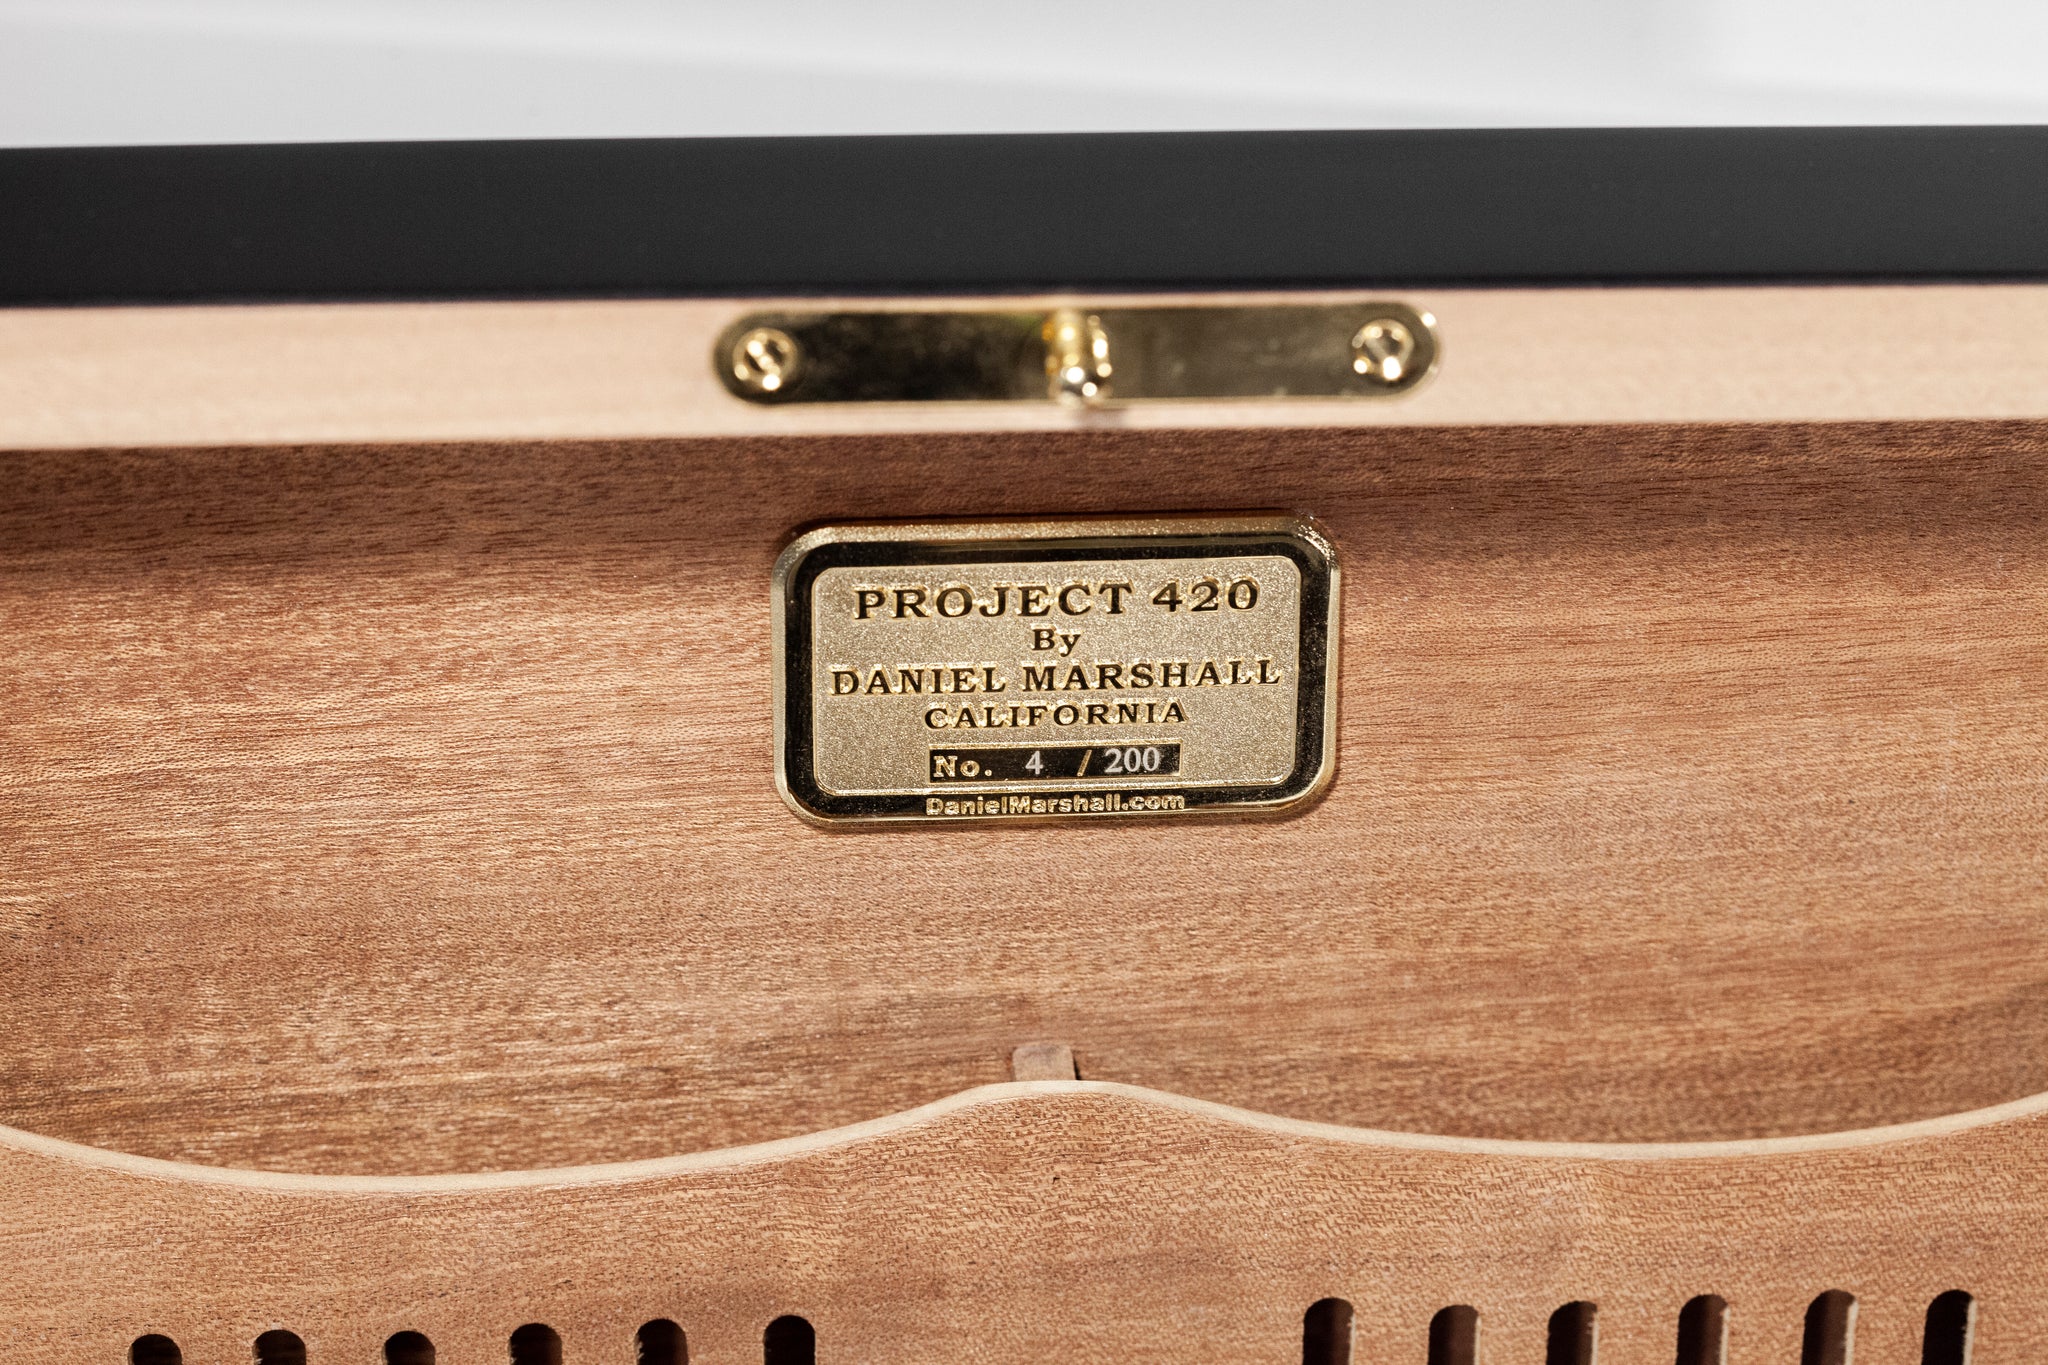 PROJECT 420
By
DANIEL MARSHALL
CALIFORNIA
No. 4 / 200
DanielMarshall.com